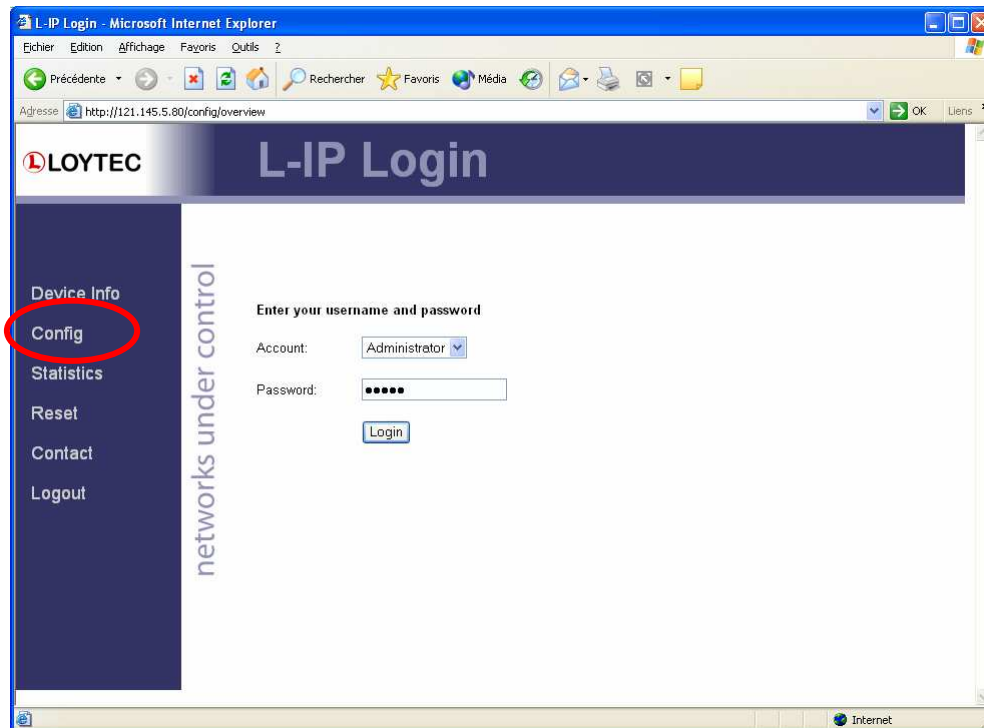 L-IP Login - Microsoft Internet Explorer
Fichier Edition Affichage Favoris Outils ?
Précédente Rechercher Favoris Média
Adresse http://121.145.5.80/config/overview OK Liens
LOYTEC
L-IP Login
Device Info
Config
Statistics
Reset
Contact
Logout
networks under control
Enter your username and password
Account: Administrator
Password: •••••
Login
Internet